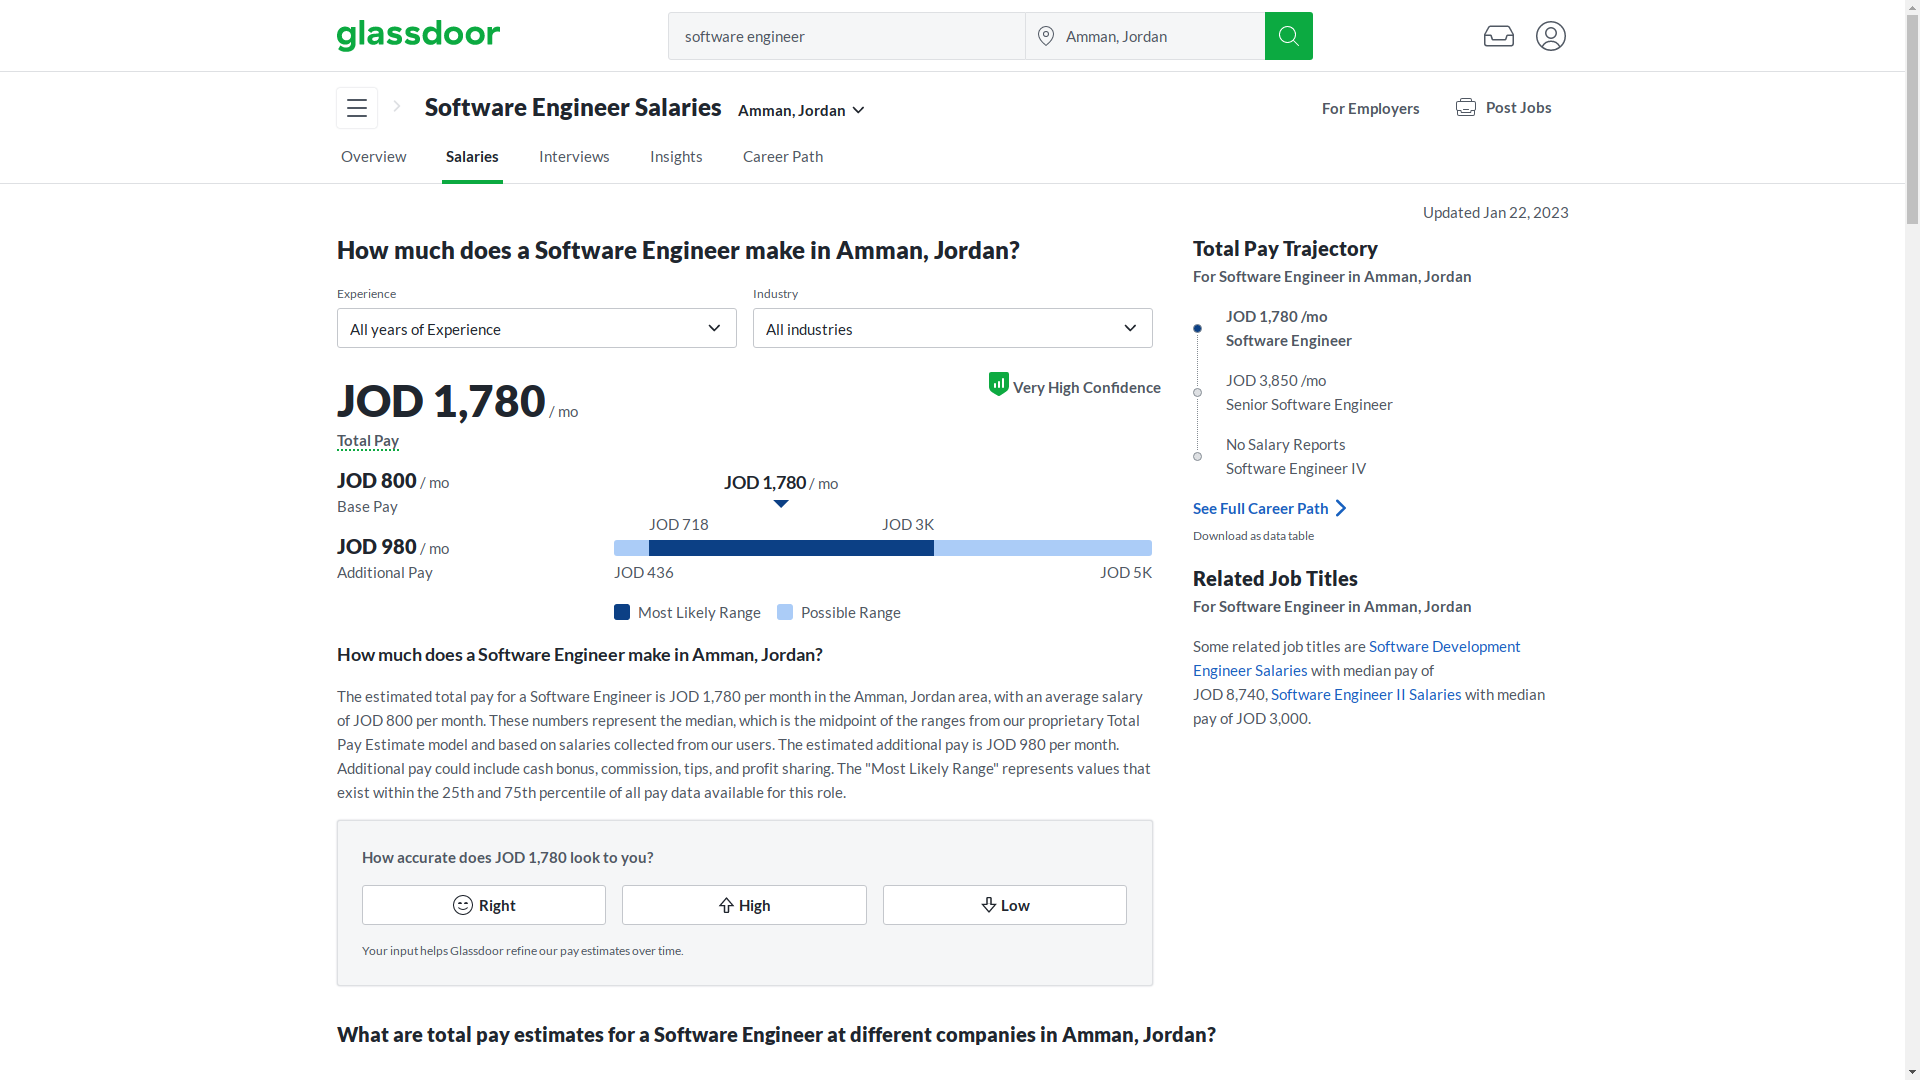 glassdoor
software engineer
Amman, Jordan
Software Engineer Salaries
Amman, Jordan
For Employers
Post Jobs
Overview
Salaries
Interviews
Insights
Career Path
Updated Jan 22, 2023
How much does a Software Engineer make in Amman, Jordan?
Experience
Industry
All years of Experience
All industries
JOD 1,780 / mo
Very High Confidence
Total Pay
JOD 800 / mo
Base Pay
JOD 980 / mo
Additional Pay
JOD 1,780 / mo
JOD 718
JOD 3K
JOD 436
JOD 5K
Most Likely Range
Possible Range
How much does a Software Engineer make in Amman, Jordan?
The estimated total pay for a Software Engineer is JOD 1,780 per month in the Amman, Jordan area, with an average salary
of JOD 800 per month. These numbers represent the median, which is the midpoint of the ranges from our proprietary Total
Pay Estimate model and based on salaries collected from our users. The estimated additional pay is JOD 980 per month.
Additional pay could include cash bonus, commission, tips, and profit sharing. The "Most Likely Range" represents values that
exist within the 25th and 75th percentile of all pay data available for this role.
How accurate does JOD 1,780 look to you?
Right
High
Low
Your input helps Glassdoor refine our pay estimates over time.
What are total pay estimates for a Software Engineer at different companies in Amman, Jordan?
Total Pay Trajectory
For Software Engineer in Amman, Jordan
JOD 1,780 /mo
Software Engineer
JOD 3,850 /mo
Senior Software Engineer
No Salary Reports
Software Engineer IV
See Full Career Path
Download as data table
Related Job Titles
For Software Engineer in Amman, Jordan
Some related job titles are Software Development
Engineer Salaries with median pay of
JOD 8,740, Software Engineer II Salaries with median
pay of JOD 3,000.